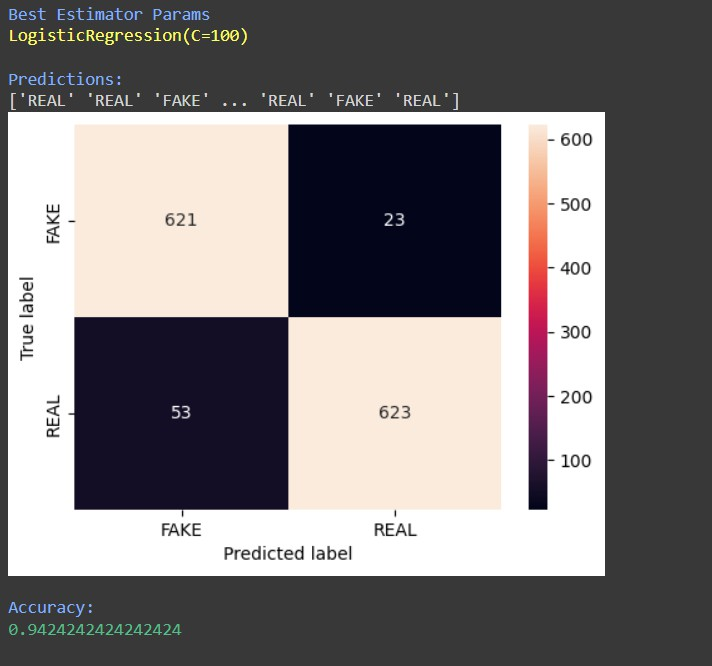 Best Estimator Params
LogisticRegression(C=100)
Predictions:
['REAL' 'REAL' 'FAKE' ... 'REAL' 'FAKE' 'REAL']
600
500
400
300
200
100
FAKE
621
23
True label
REAL
53
623
FAKE
REAL
Predicted label
Accuracy:
0.9424242424242424